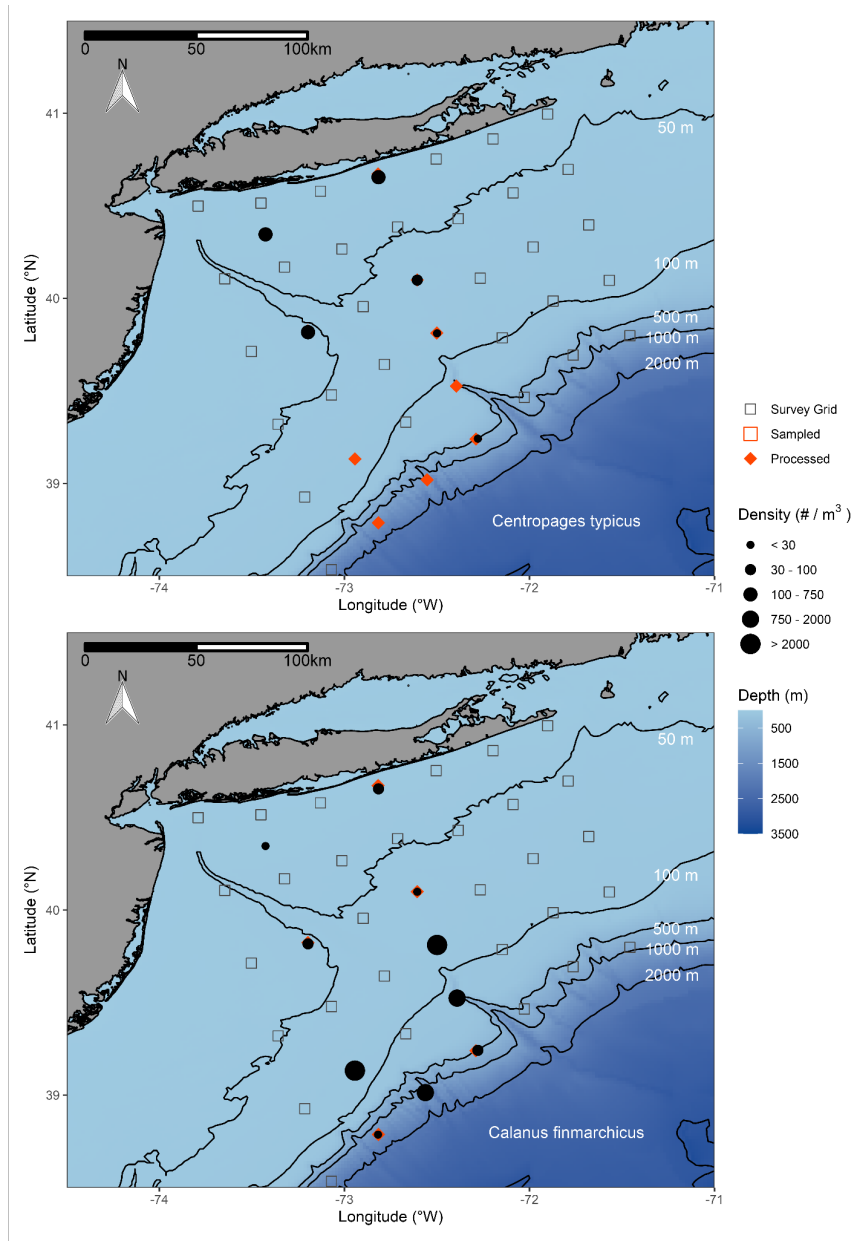 0 50 100km
N
41
40
39
50 m
100 m
500 m
1000 m
2000 m
Centropages typicus
-74 -73 -72 -71
Longitude (°W)
Latitude (°N)
Survey Grid
Sampled
Processed
Density (# / m3 )
< 30
30 - 100
100 - 750
750 - 2000
> 2000
Depth (m)
500
1500
2500
3500
0 50 100km
N
41
40
39
50 m
100 m
500 m
1000 m
2000 m
Calanus finmarchicus
-74 -73 -72 -71
Longitude (°W)
Latitude (°N)